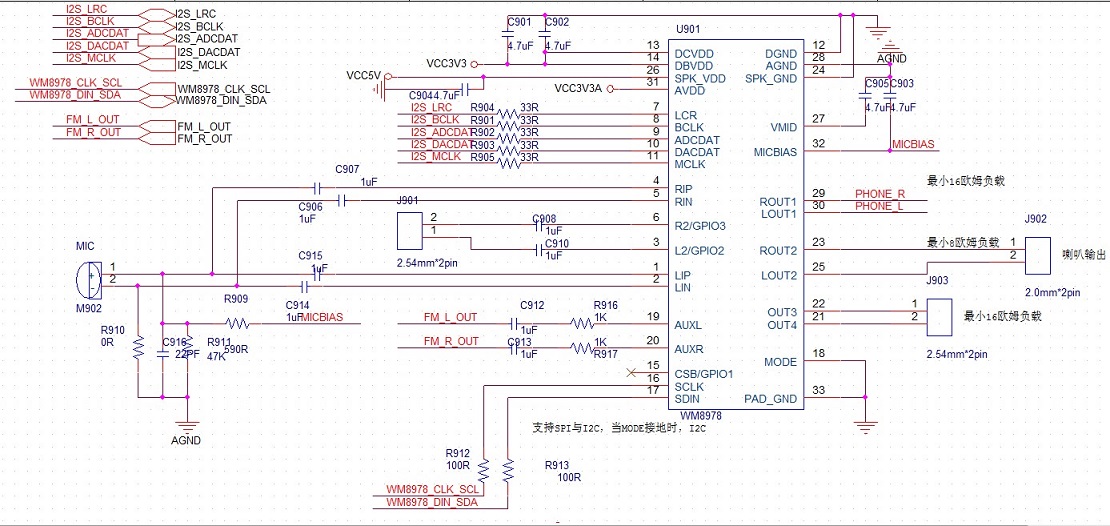 I2S_LRC I2S_LRC
I2S_BCLK I2S_BCLK
I2S_ADCDAT I2S_ADCDAT
I2S_DACDAT I2S_DACDAT
I2S_MCLK I2S_MCLK
WM8978_CLK_SCL WM8978_CLK_SCL
WM8978_DIN_SDA WM8978_DIN_SDA
FM_L_OUT FM_L_OUT
FM_R_OUT FM_R_OUT
C901 C902
4.7uF 4.7uF
VCC3V3
VCC5V
C904 4.7uF
VCC3V3A
U901
13 DCVDD DGND 12
14 DBVDD AGND 28
26 SPK_VDD SPK_GND 24
31 AVDD
AGND
C905 C903
4.7uF 4.7uF
I2S_LRC R904 33R 7 LCR
I2S_BCLK R901 33R 8 BCLK
I2S_ADCDAT R902 33R 9 ADCDAT
I2S_DACDAT R903 33R 10 DACDAT
I2S_MCLK R905 33R 11 MCLK
VMID 27
MICBIAS 32 MICBIAS
C907
1uF
4 RIP
5 RIN
C906
1uF
最小16欧姆负载
ROUT1 29 PHONE_R
LOUT1 30 PHONE_L
J901
2
1
2.54mm*2pin
C908
1uF
C910
1uF
6 R2/GPIO3
3 L2/GPIO2
ROUT2 23 最小8欧姆负载
LOUT2 25
J902
1
2
喇叭输出
2.0mm*2pin
MIC
1
2
M902
C915
1uF
C914
1uF
1 LIP
2 LIN
R909
MICBIAS
R910
0R
C916
22PF
R911
47K
590R
AGND
J903
OUT3 22 1
OUT4 21 2
最小16欧姆负载
2.54mm*2pin
FM_L_OUT C912 1uF R916 1K 19 AUXL
FM_R_OUT C913 1uF 1K R917 20 AUXR
15 CSB/GPIO1
16 SCLK
17 SDIN
MODE 18
PAD_GND 33
WM8978
支持SPI与I2C，当MODE接地时，I2C
R912
100R
R913
100R
WM8978_CLK_SCL
WM8978_DIN_SDA